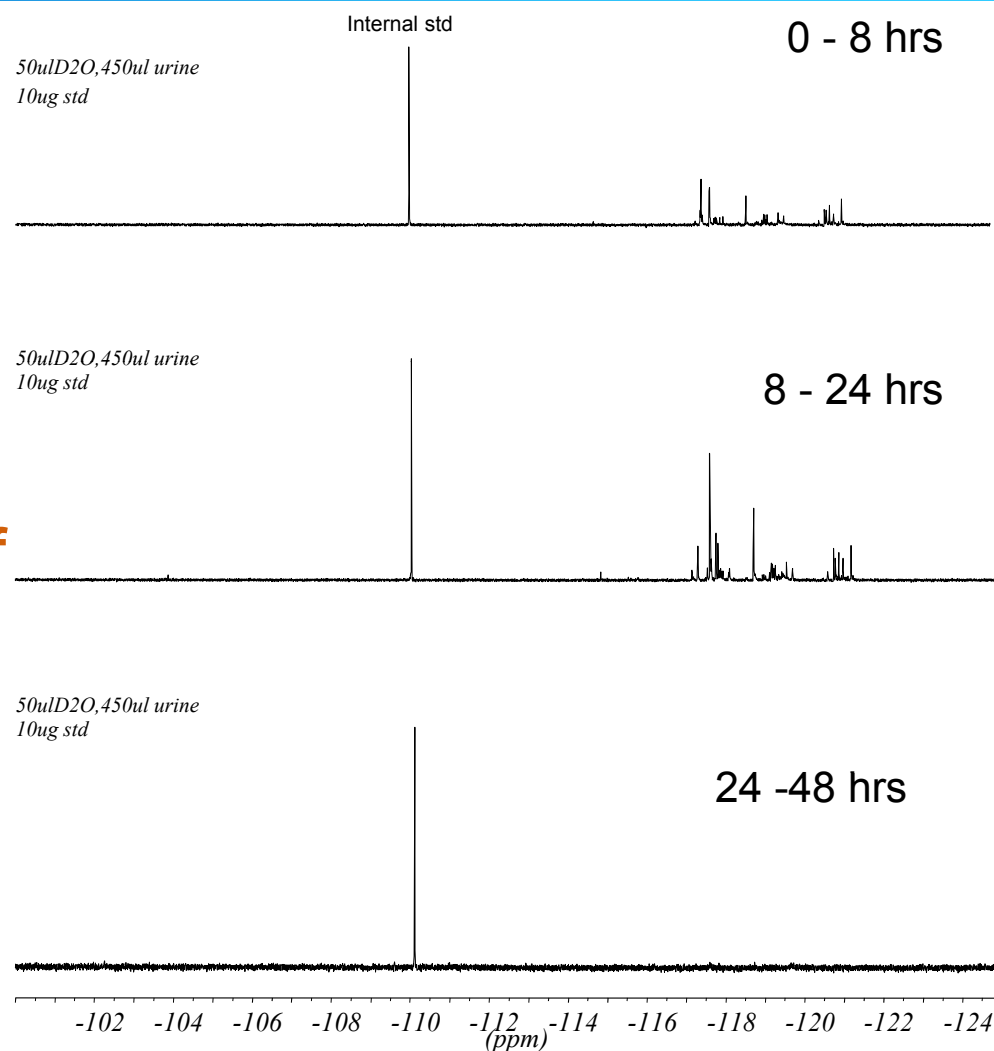 Internal std
0 - 8 hrs
50ulD2O,450ul urine
10ug std
50ulD2O,450ul urine
10ug std
8 - 24 hrs
50ulD2O,450ul urine
10ug std
24 -48 hrs
-102 -104 -106 -108 -110 -112 -114 -116 -118 -120 -122 -124
(ppm)